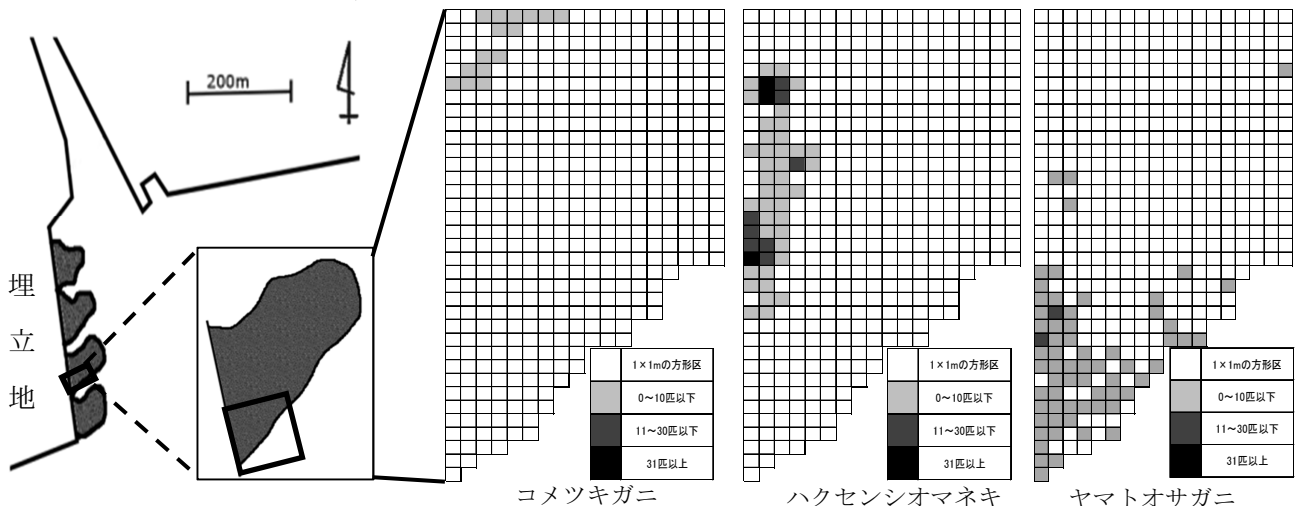 200m
埋
立
地
1×1mの方形区
0～10匹以下
11～30匹以下
31匹以上
コメツキガニ
1×1mの方形区
0～10匹以下
11～30匹以下
31匹以上
ハクセンシオマネキ
1×1mの方形区
0～10匹以下
11～30匹以下
31匹以上
ヤマトオサガニ